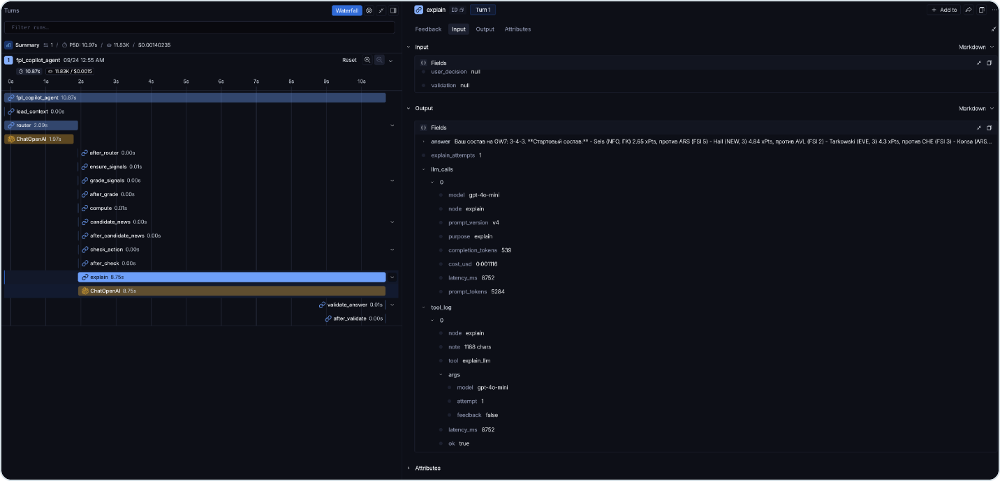 Turns
Waterfall
Filter runs...
Summary 1 / P50: 10.97s / 11.83K / $0.00140235
1 fpl_copilot_agent 09/24 12:55 AM Reset
10.87s 11.83K / $0.0015
0s 1s 2s 3s 4s 5s 6s 7s 8s 9s 10s
fpl_copilot_agent 10.87s
load_context 0.00s
router 2.09s
ChatOpenAI 1.97s
after_router 0.00s
ensure_signals 0.01s
grade_signals 0.00s
after_grade 0.00s
compute 0.01s
candidate_news 0.00s
after_candidate_news 0.00s
check_action 0.00s
after_check 0.00s
explain 8.75s
ChatOpenAI 8.75s
validate_answer 0.01s
after_validate 0.00s
explain ID Turn 1
+ Add to
Feedback Input Output Attributes
Input Markdown
Fields
user_decision null
validation null
Output Markdown
Fields
answer Ваш состав на GW7: 3-4-3. **Стартовый состав:** - Sels (NFO, ГК) 2.65 xPts, против ARS (FSI 5) - Hall (NEW, 3) 4.84 xPts, против AVL (FSI 2) - Tarkowski (EVE, 3) 4.3 xPts, против CHE (FSI 3) - Konsa (ARS...
explain_attempts 1
llm_calls
0
model gpt-4o-mini
node explain
prompt_version v4
purpose explain
completion_tokens 539
cost_usd 0.001116
latency_ms 8752
prompt_tokens 5284
tool_log
0
node explain
note 1188 chars
tool explain_llm
args
model gpt-4o-mini
attempt 1
feedback false
latency_ms 8752
ok true
Attributes